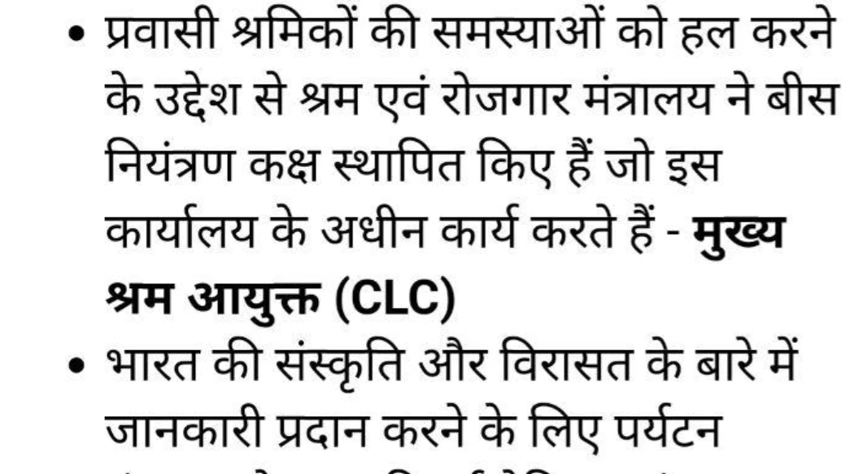 • प्रवासी श्रमिकों की समस्याओं को हल करने
के उद्देश से श्रम एवं रोजगार मंत्रालय ने बीस
नियंत्रण कक्ष स्थापित किए हैं जो इस
कार्यालय के अधीन कार्य करते हैं - मुख्य
श्रम आयुक्त (CLC)
• भारत की संस्कृति और विरासत के बारे में
जानकारी प्रदान करने के लिए पर्यटन